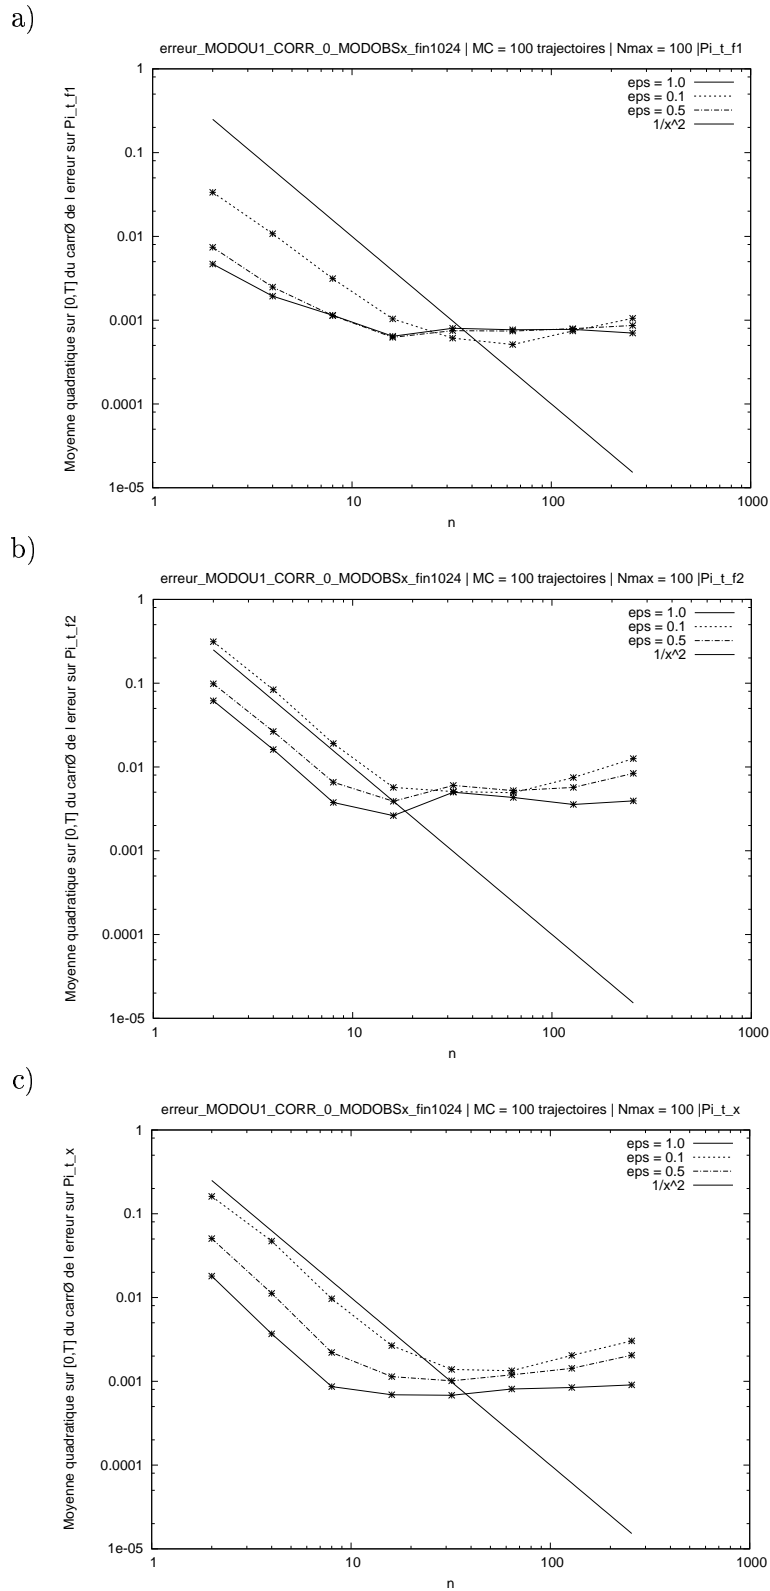 a)
erreur_MODOU1_CORR_0_MODOBSx_fin1024 | MC = 100 trajectoires | Nmax = 100 |Pi_t_f1
Moyenne quadratique sur [0,T] du carrØ de l erreur sur Pi_t_f1
1
0.1
0.01
0.001
0.0001
1e-05
eps = 1.0
eps = 0.1
eps = 0.5
1/x^2
1 10 100 1000
n
b)
erreur_MODOU1_CORR_0_MODOBSx_fin1024 | MC = 100 trajectoires | Nmax = 100 |Pi_t_f2
Moyenne quadratique sur [0,T] du carrØ de l erreur sur Pi_t_f2
1
0.1
0.01
0.001
0.0001
1e-05
eps = 1.0
eps = 0.1
eps = 0.5
1/x^2
1 10 100 1000
n
c)
erreur_MODOU1_CORR_0_MODOBSx_fin1024 | MC = 100 trajectoires | Nmax = 100 |Pi_t_x
Moyenne quadratique sur [0,T] du carrØ de l erreur sur Pi_t_x
1
0.1
0.01
0.001
0.0001
1e-05
eps = 1.0
eps = 0.1
eps = 0.5
1/x^2
1 10 100 1000
n